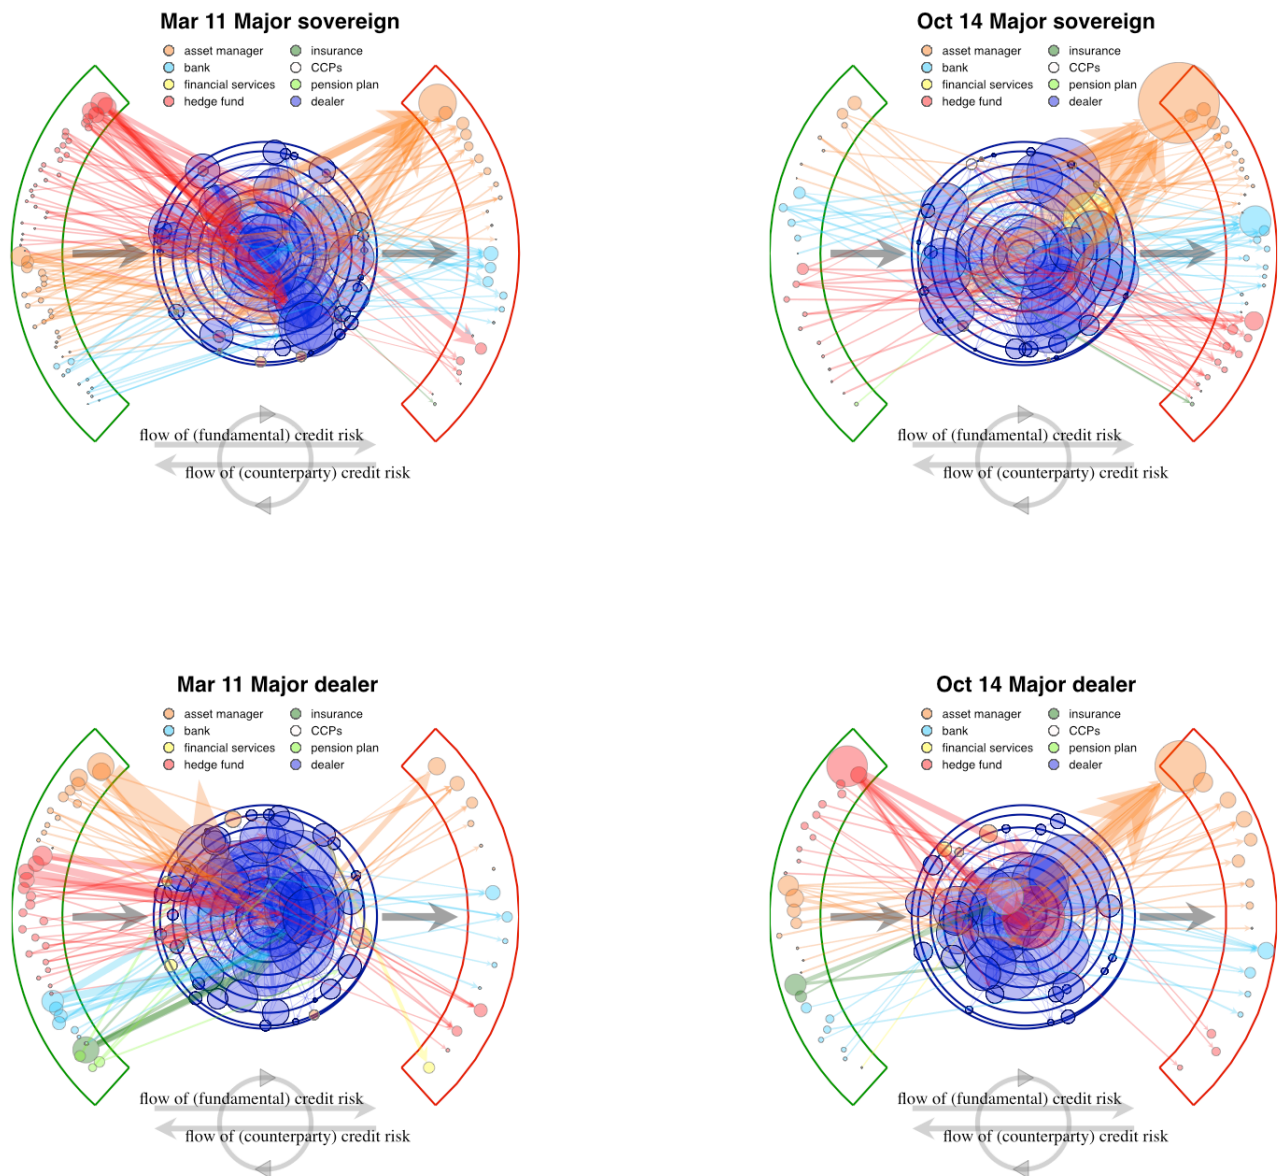 Mar 11 Major sovereign
asset manager insurance
bank CCPs
financial services pension plan
hedge fund dealer
flow of (fundamental) credit risk
flow of (counterparty) credit risk
Oct 14 Major sovereign
asset manager insurance
bank CCPs
financial services pension plan
hedge fund dealer
flow of (fundamental) credit risk
flow of (counterparty) credit risk
Mar 11 Major dealer
asset manager insurance
bank CCPs
financial services pension plan
hedge fund dealer
flow of (fundamental) credit risk
flow of (counterparty) credit risk
Oct 14 Major dealer
asset manager insurance
bank CCPs
financial services pension plan
hedge fund dealer
flow of (fundamental) credit risk
flow of (counterparty) credit risk